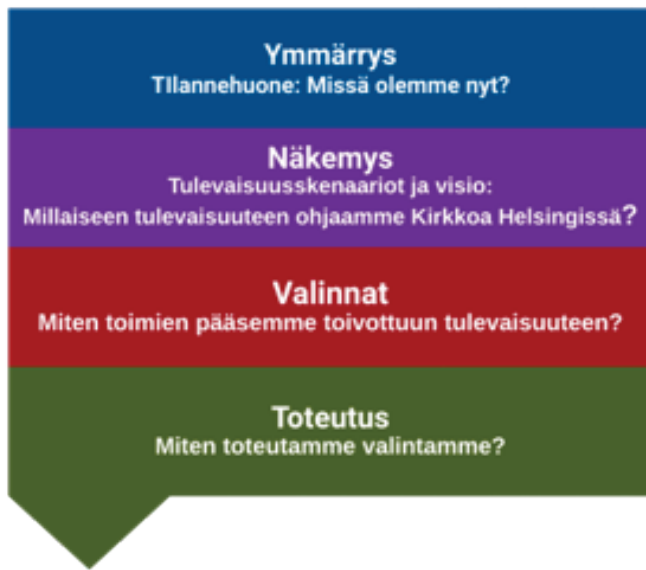 Ymmärrys
TIlannehuone: Missä olemme nyt?
Näkemys
Tulevaisuusskenaariot ja visio:
Millaiseen tulevaisuuteen ohjaamme Kirkkoa Helsingissä?
Valinnat
Miten toimien pääsemme toivottuun tulevaisuuteen?
Toteutus
Miten toteutamme valintamme?